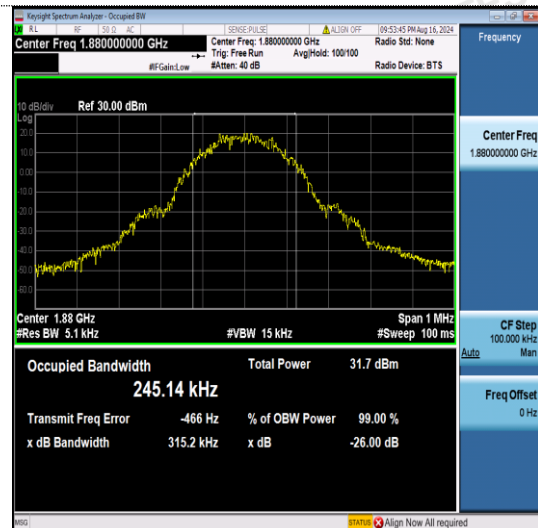 Keysight Spectrum Analyzer - Occupied BW
RL RF 50 Ω AC SENSE:PULSE ALIGN OFF 09:53:45 PM Aug 16, 2024
Center Freq 1.880000000 GHz
Center Freq: 1.880000000 GHz Radio Std: None
Trig: Free Run Avg|Hold: 100/100
#IFGain:Low #Atten: 40 dB Radio Device: BTS
Frequency
10 dB/div Ref 30.00 dBm
Log
20.0
10.0
0.00
-10.0
-20.0
-30.0
-40.0
-50.0
-60.0
Center 1.88 GHz Span 1 MHz
#Res BW 5.1 kHz #VBW 15 kHz #Sweep 100 ms
Center Freq
1.880000000 GHz
CF Step
100.000 kHz
Auto Man
Freq Offset
0 Hz
Occupied Bandwidth Total Power 31.7 dBm
245.14 kHz
Transmit Freq Error -466 Hz % of OBW Power 99.00 %
x dB Bandwidth 315.2 kHz x dB -26.00 dB
MSG STATUS Align Now All required